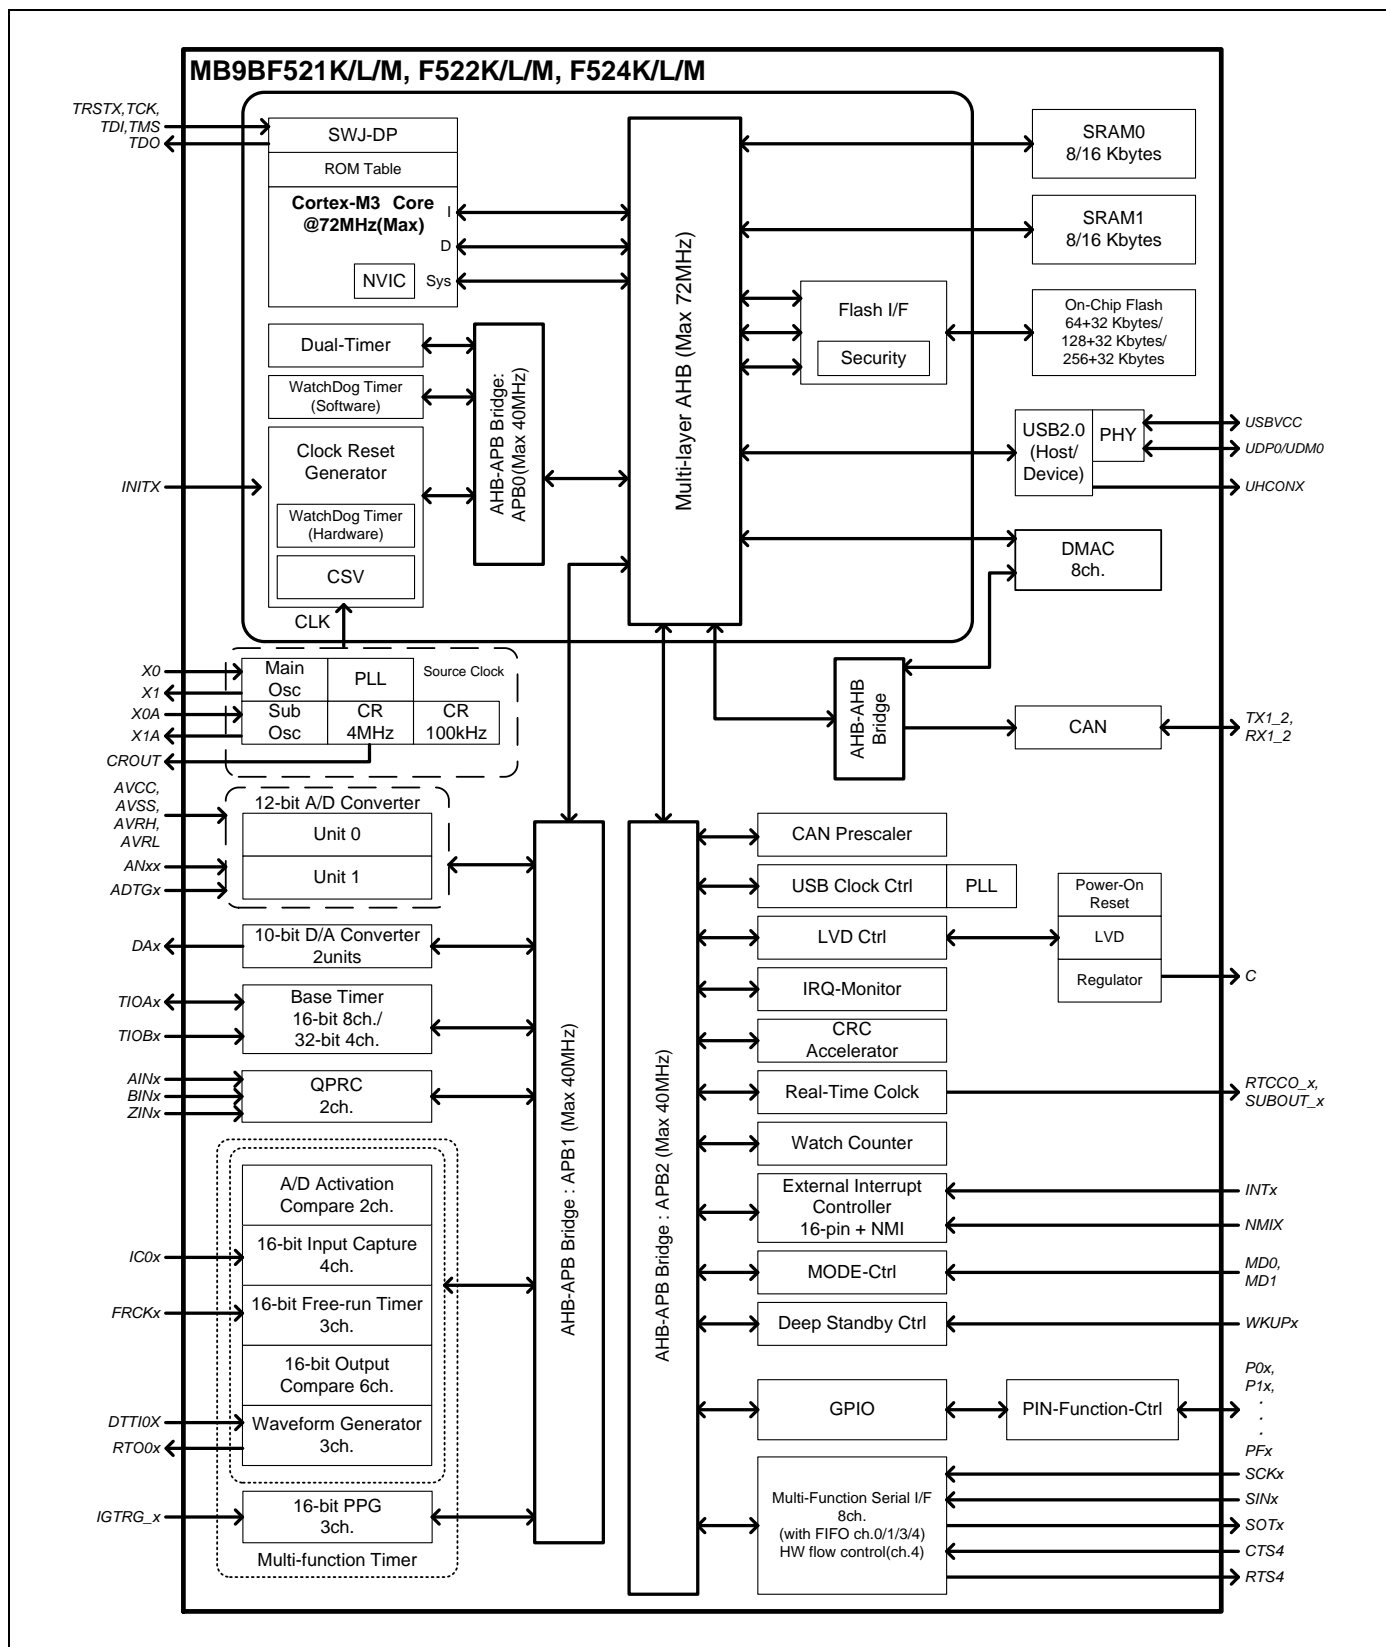 MB9BF521K/L/M, F522K/L/M, F524K/L/M
TRSTX,TCK,
TDI,TMS
TDO
SWJ-DP
ROM Table
Cortex-M3 Core
@72MHz(Max)
I
D
Sys
NVIC
Dual-Timer
WatchDog Timer
(Software)
Clock Reset
Generator
WatchDog Timer
(Hardware)
CSV
CLK
INITX
AHB-APB Bridge:
APB0(Max 40MHz)
Multi-layer AHB (Max 72MHz)
SRAM0
8/16 Kbytes
SRAM1
8/16 Kbytes
Flash I/F
Security
On-Chip Flash
64+32 Kbytes/
128+32 Kbytes/
256+32 Kbytes
USB2.0
(Host/
Device)
PHY
USBVCC
UDP0/UDM0
UHCONX
DMAC
8ch.
AHB-AHB
Bridge
CAN
TX1_2,
RX1_2
X0
X1
X0A
X1A
CROUT
Main
Osc
PLL
Source Clock
Sub
Osc
CR
4MHz
CR
100kHz
AVCC,
AVSS,
AVRH,
AVRL
ANxx
ADTGx
12-bit A/D Converter
Unit 0
Unit 1
DAx
10-bit D/A Converter
2units
TIOAx
TIOBx
Base Timer
16-bit 8ch./
32-bit 4ch.
AINx
BINx
ZINx
QPRC
2ch.
A/D Activation
Compare 2ch.
IC0x
16-bit Input Capture
4ch.
FRCKx
16-bit Free-run Timer
3ch.
16-bit Output
Compare 6ch.
DTTI0X
RTO0x
Waveform Generator
3ch.
IGTRG_x
16-bit PPG
3ch.
Multi-function Timer
AHB-APB Bridge : APB1 (Max 40MHz)
AHB-APB Bridge : APB2 (Max 40MHz)
CAN Prescaler
USB Clock Ctrl
PLL
LVD Ctrl
Power-On
Reset
LVD
Regulator
C
IRQ-Monitor
CRC
Accelerator
Real-Time Colck
RTCCO_x,
SUBOUT_x
Watch Counter
External Interrupt
Controller
16-pin + NMI
INTx
NMIX
MODE-Ctrl
MD0,
MD1
Deep Standby Ctrl
WKUPx
GPIO
PIN-Function-Ctrl
P0x,
P1x,
.
.
.
PFx
Multi-Function Serial I/F
8ch.
(with FIFO ch.0/1/3/4)
HW flow control(ch.4)
SCKx
SINx
SOTx
CTS4
RTS4